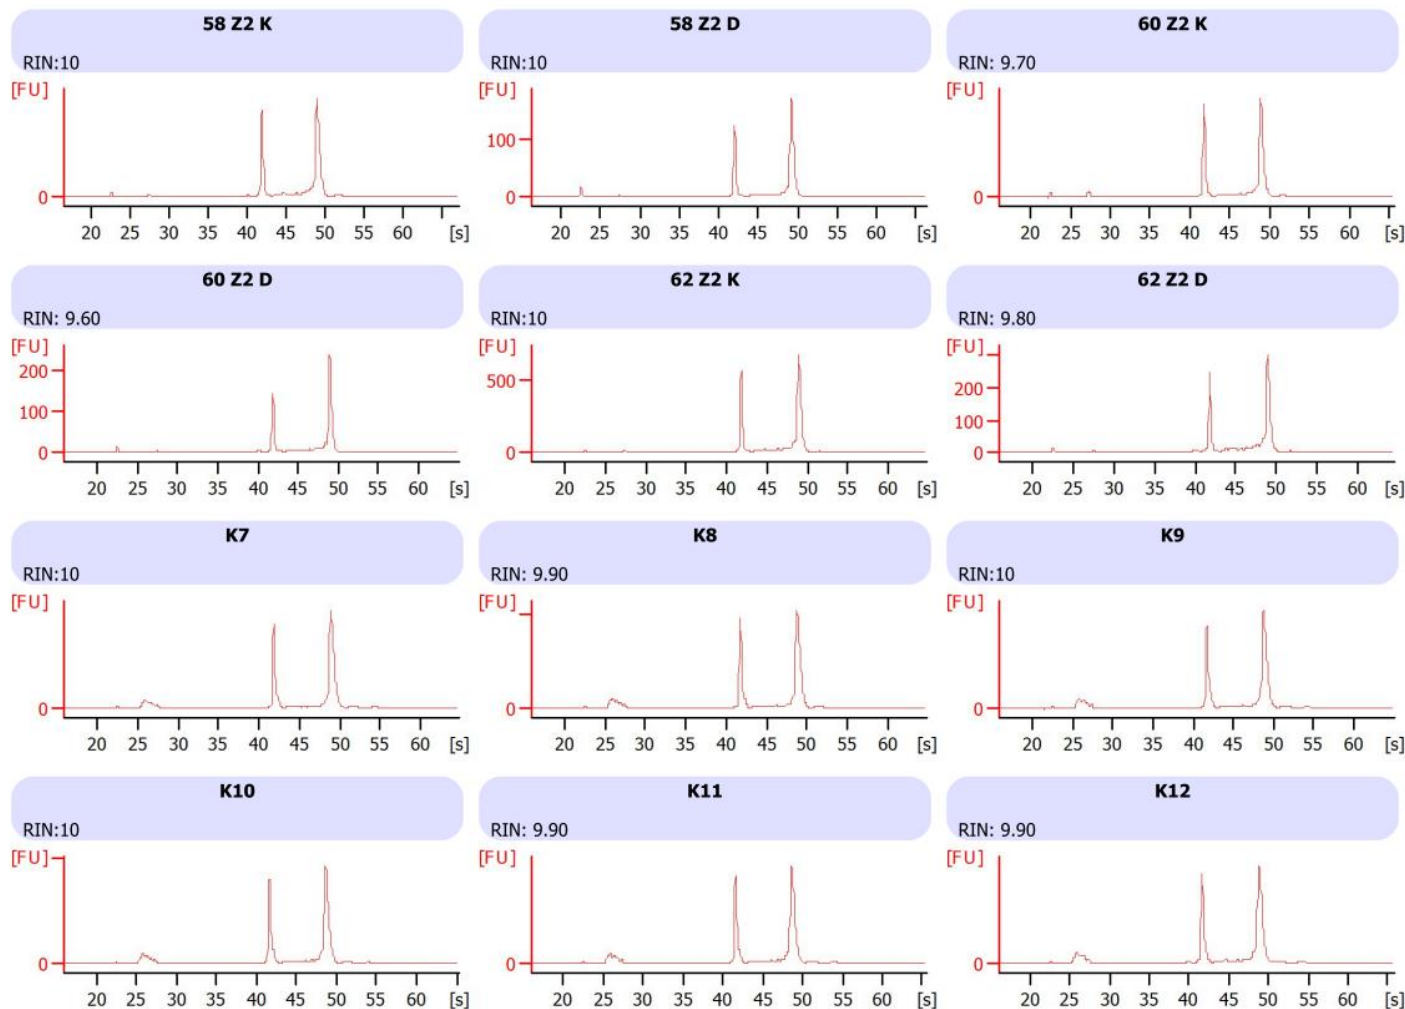 58 Z2 K
RIN:10
[FU]
0
20 25 30 35 40 45 50 55 60 [s]
58 Z2 D
RIN:10
[FU]
100
0
20 25 30 35 40 45 50 55 60 [s]
60 Z2 K
RIN: 9.70
[FU]
0
20 25 30 35 40 45 50 55 60 [s]
60 Z2 D
RIN: 9.60
[FU]
200
100
0
20 25 30 35 40 45 50 55 60 [s]
62 Z2 K
RIN:10
[FU]
500
0
20 25 30 35 40 45 50 55 60 [s]
62 Z2 D
RIN: 9.80
[FU]
200
100
0
20 25 30 35 40 45 50 55 60 [s]
K7
RIN:10
[FU]
0
20 25 30 35 40 45 50 55 60 [s]
K8
RIN: 9.90
[FU]
0
20 25 30 35 40 45 50 55 60 [s]
K9
RIN:10
[FU]
0
20 25 30 35 40 45 50 55 60 [s]
K10
RIN:10
[FU]
0
20 25 30 35 40 45 50 55 60 [s]
K11
RIN: 9.90
[FU]
0
20 25 30 35 40 45 50 55 60 [s]
K12
RIN: 9.90
[FU]
0
20 25 30 35 40 45 50 55 60 [s]